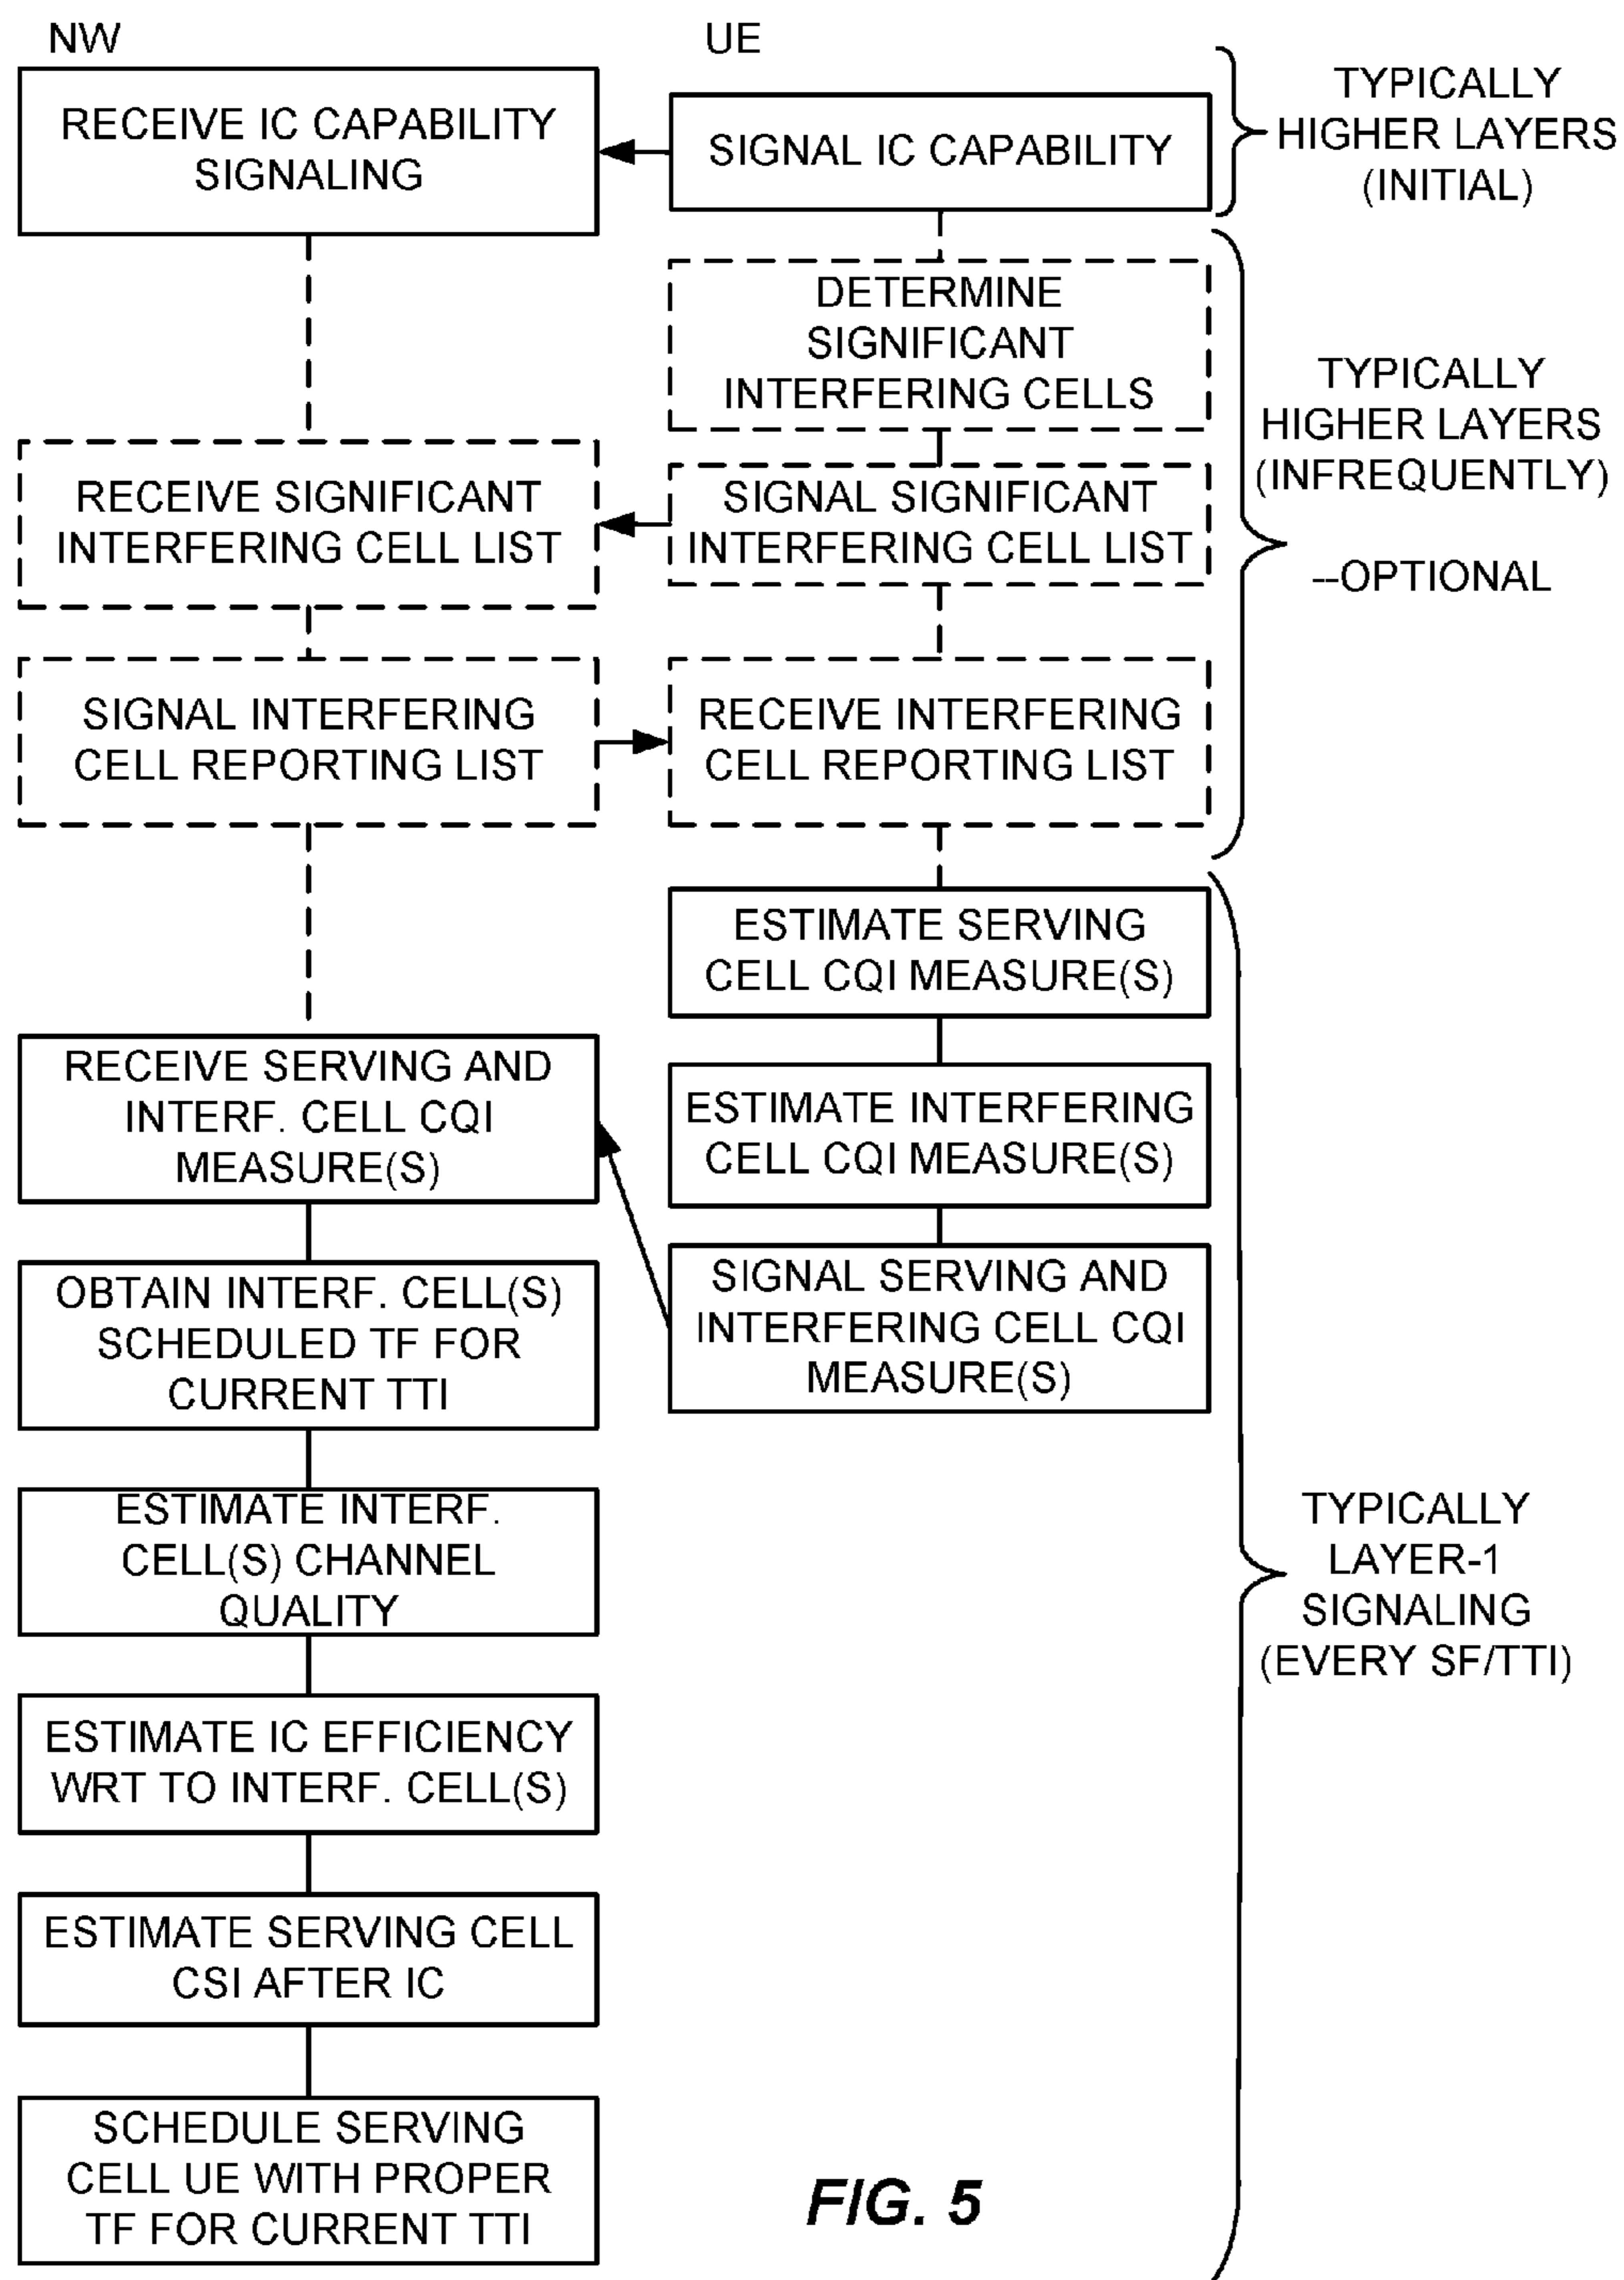 NW
UE
RECEIVE IC CAPABILITY
SIGNALING
SIGNAL IC CAPABILITY
TYPICALLY
HIGHER LAYERS
(INITIAL)
DETERMINE
SIGNIFICANT
INTERFERING CELLS
RECEIVE SIGNIFICANT
INTERFERING CELL LIST
SIGNAL SIGNIFICANT
INTERFERING CELL LIST
SIGNAL INTERFERING
CELL REPORTING LIST
RECEIVE INTERFERING
CELL REPORTING LIST
TYPICALLY
HIGHER LAYERS
(INFREQUENTLY)
--OPTIONAL
ESTIMATE SERVING
CELL CQI MEASURE(S)
ESTIMATE INTERFERING
CELL CQI MEASURE(S)
SIGNAL SERVING AND
INTERFERING CELL CQI
MEASURE(S)
RECEIVE SERVING AND
INTERF. CELL CQI
MEASURE(S)
OBTAIN INTERF. CELL(S)
SCHEDULED TF FOR
CURRENT TTI
ESTIMATE INTERF.
CELL(S) CHANNEL
QUALITY
ESTIMATE IC EFFICIENCY
WRT TO INTERF. CELL(S)
ESTIMATE SERVING CELL
CSI AFTER IC
SCHEDULE SERVING
CELL UE WITH PROPER
TF FOR CURRENT TTI
TYPICALLY
LAYER-1
SIGNALING
(EVERY SF/TTI)
FIG. 5